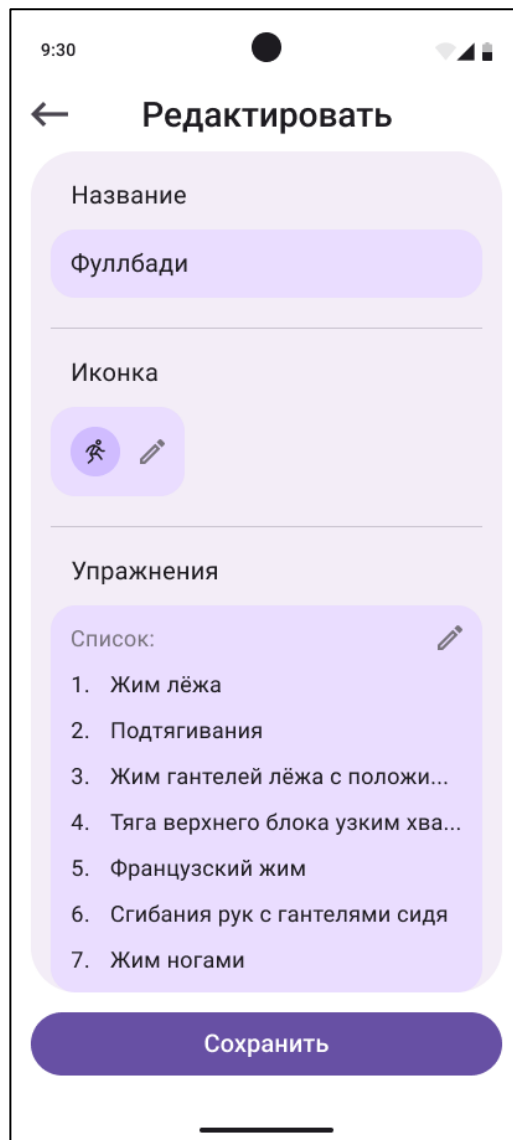 9:30
Редактировать
Название
Фуллбади
Иконка
Упражнения
Список:
1. Жим лёжа
2. Подтягивания
3. Жим гантелей лёжа с положи...
4. Тяга верхнего блока узким хва...
5. Французский жим
6. Сгибания рук с гантелями сидя
7. Жим ногами
Сохранить